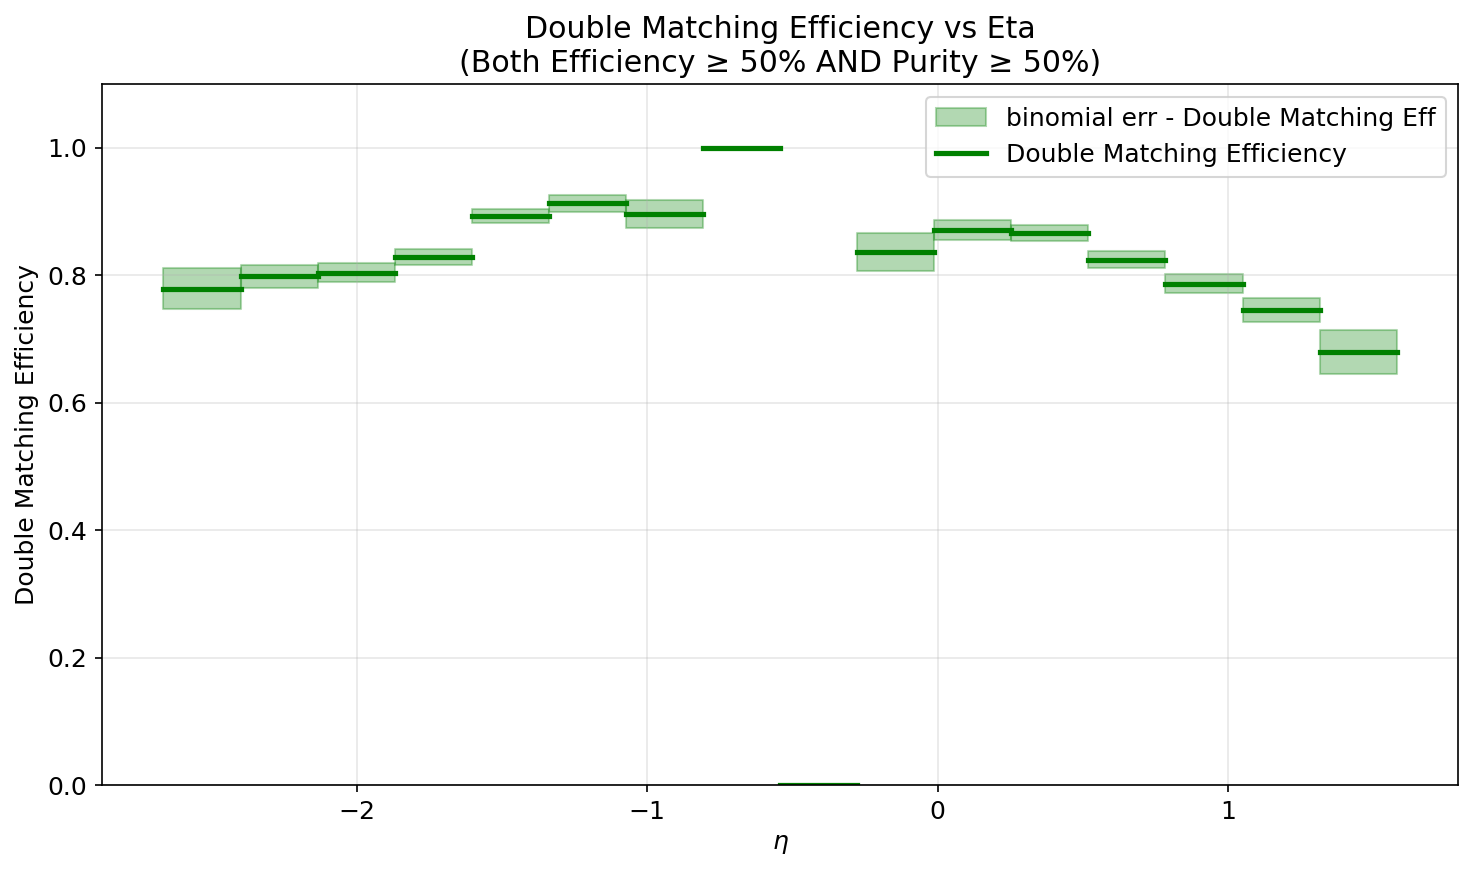 Double Matching Efficiency vs Eta
(Both Efficiency ≥ 50% AND Purity ≥ 50%)
binomial err - Double Matching Eff
Double Matching Efficiency
Double Matching Efficiency
1.0
0.8
0.6
0.4
0.2
0.0
−2
−1
0
1
η